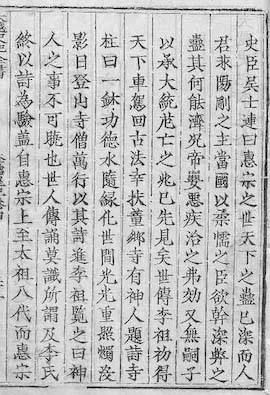 史臣吳士連曰惠宗之世天下之蠱已深而人
君非陽剛之主當國以柔懦之臣欲幹深弊之
蠱其何能濟況帝嬰惡疾治之弗効又無嗣子
以承大統危亡之兆已先見矣世傳李祖初得
天下車駕回古法幸扶董鄉寺有神人題詩寺
柱曰一鉢功德水隨緣化世間光光重照燭沒
影日登山寺僧萬行以其詩進李祖覽之曰神
人之事不可曉也世人傳誦莫識所謂及李氏
終以詩為驗蓋自惠宗上至太祖八代而惠宗